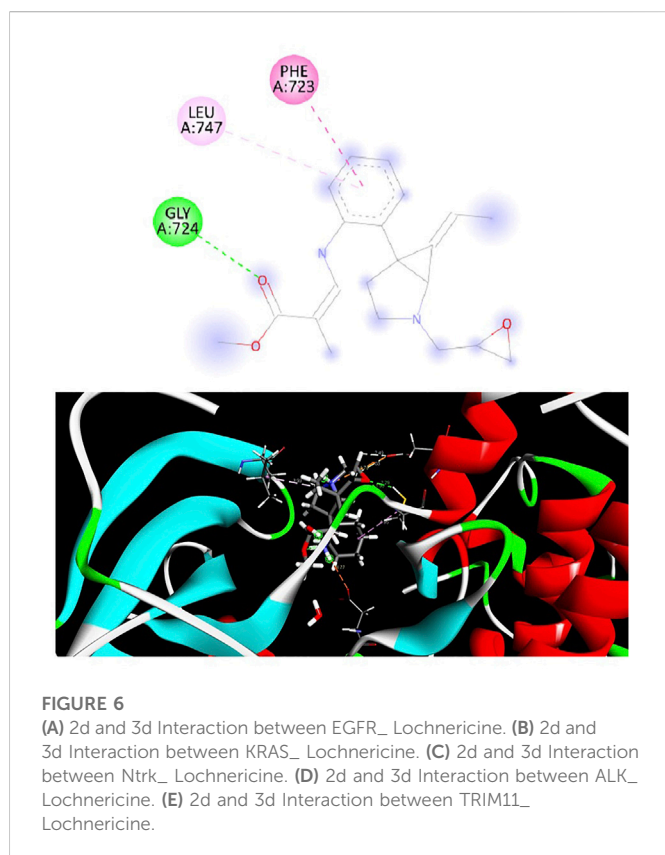 PHE
A:723
LEU
A:747
GLY
A:724
N
O
O
N
O
FIGURE 6
(A) 2d and 3d Interaction between EGFR_ Lochnericine. (B) 2d and
3d Interaction between KRAS_ Lochnericine. (C) 2d and 3d Interaction
between Ntrk_ Lochnericine. (D) 2d and 3d Interaction between ALK_
Lochnericine. (E) 2d and 3d Interaction between TRIM11_
Lochnericine.